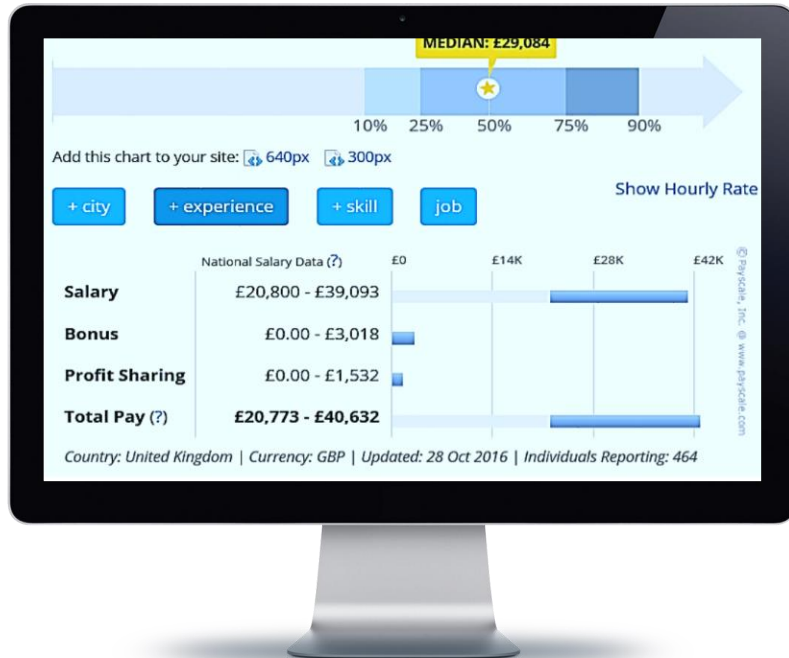 MEDIAN: £29,084
10% 25% 50% 75% 90%
Add this chart to your site: 640px 300px
Show Hourly Rate
+ city + experience + skill job
National Salary Data (?) £0 £14K £28K £42K
Salary £20,800 - £39,093
Bonus £0.00 - £3,018
Profit Sharing £0.00 - £1,532
Total Pay (?) £20,773 - £40,632
Country: United Kingdom | Currency: GBP | Updated: 28 Oct 2016 | Individuals Reporting: 464
© Payscale, Inc. @ www.payscale.com